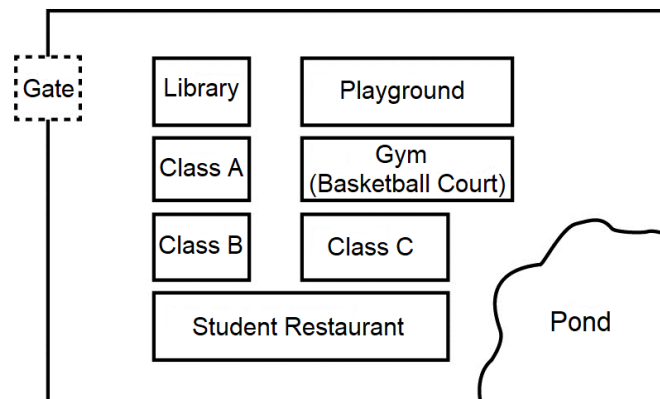 Gate
Library
Playground
Class A
Gym
(Basketball Court)
Class B
Class C
Student Restaurant
Pond